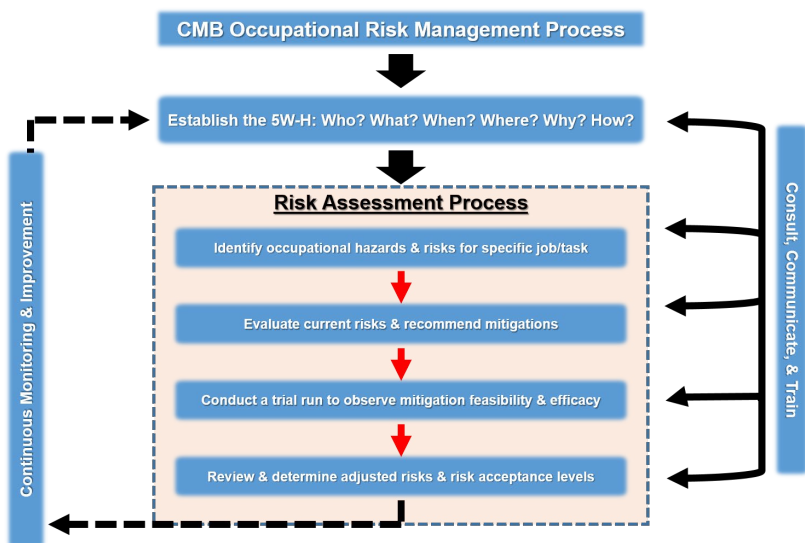 CMB Occupational Risk Management Process
Establish the 5W-H: Who? What? When? Where? Why? How?
Risk Assessment Process
Identify occupational hazards & risks for specific job/task
Evaluate current risks & recommend mitigations
Conduct a trial run to observe mitigation feasibility & efficacy
Review & determine adjusted risks & risk acceptance levels
Continuous Monitoring & Improvement
Consult, Communicate, & Train